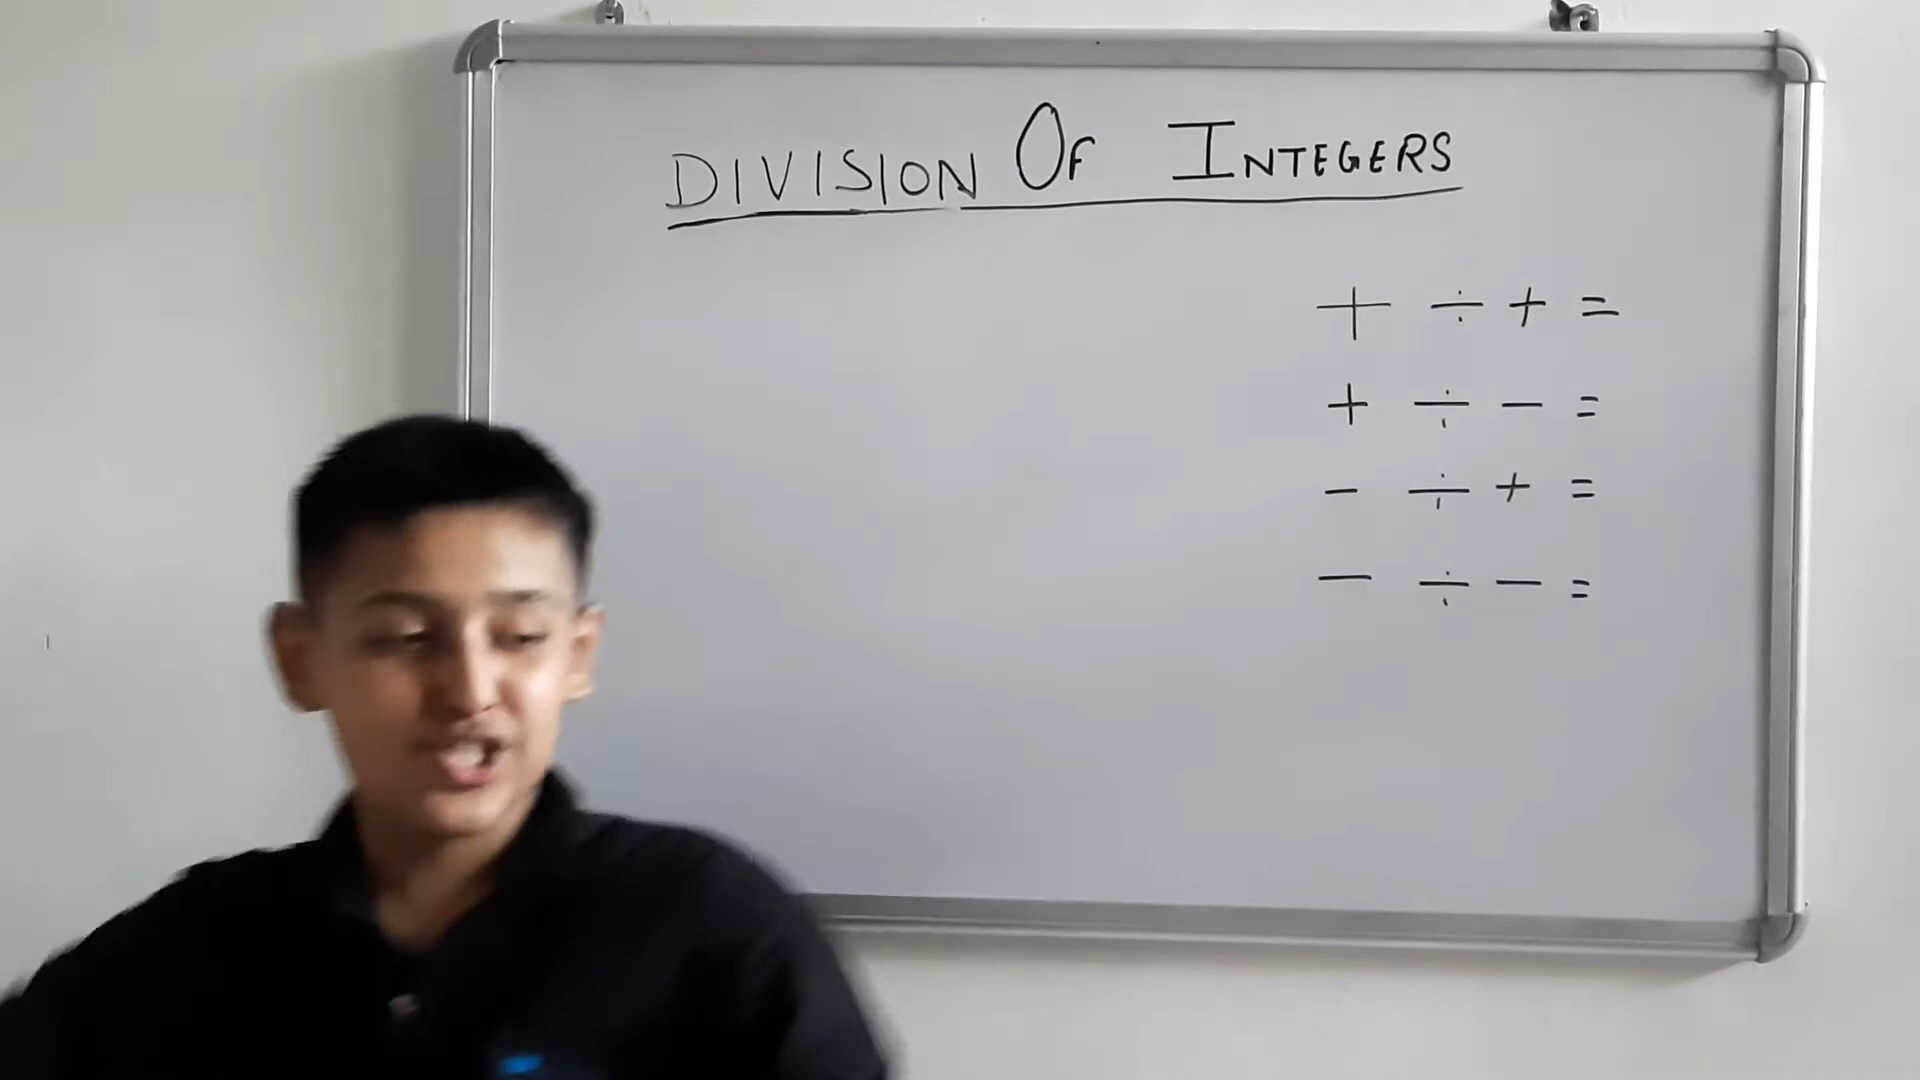 DIVISION OF INTEGERS
+ ÷ + =
+ ÷ - =
- ÷ + =
- ÷ - =